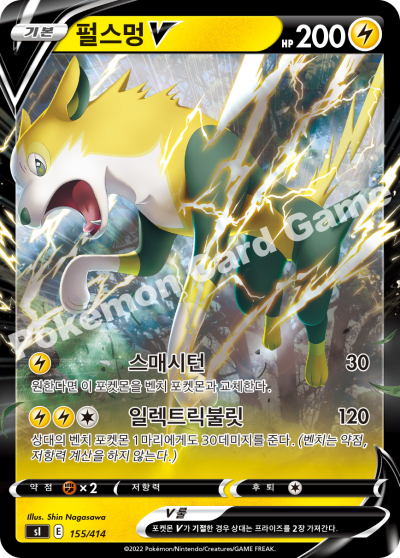 기본 펄스멍 V HP 200
Pokémon Card Game
스매시턴 30
원한다면 이 포켓몬을 벤치 포켓몬과 교체한다.
일렉트릭불릿 120
상대의 벤치 포켓몬 1마리에게도 30데미지를 준다. (벤치는 약점,
저항력 계산을 하지 않는다.)
약점 ×2 저항력 후퇴
Illus. Shin Nagasawa
V 룰
sI E 155/414
포켓몬 V가 기절한 경우 상대는 프라이즈를 2장 가져간다.
©2022 Pokémon/Nintendo/Creatures/GAME FREAK.